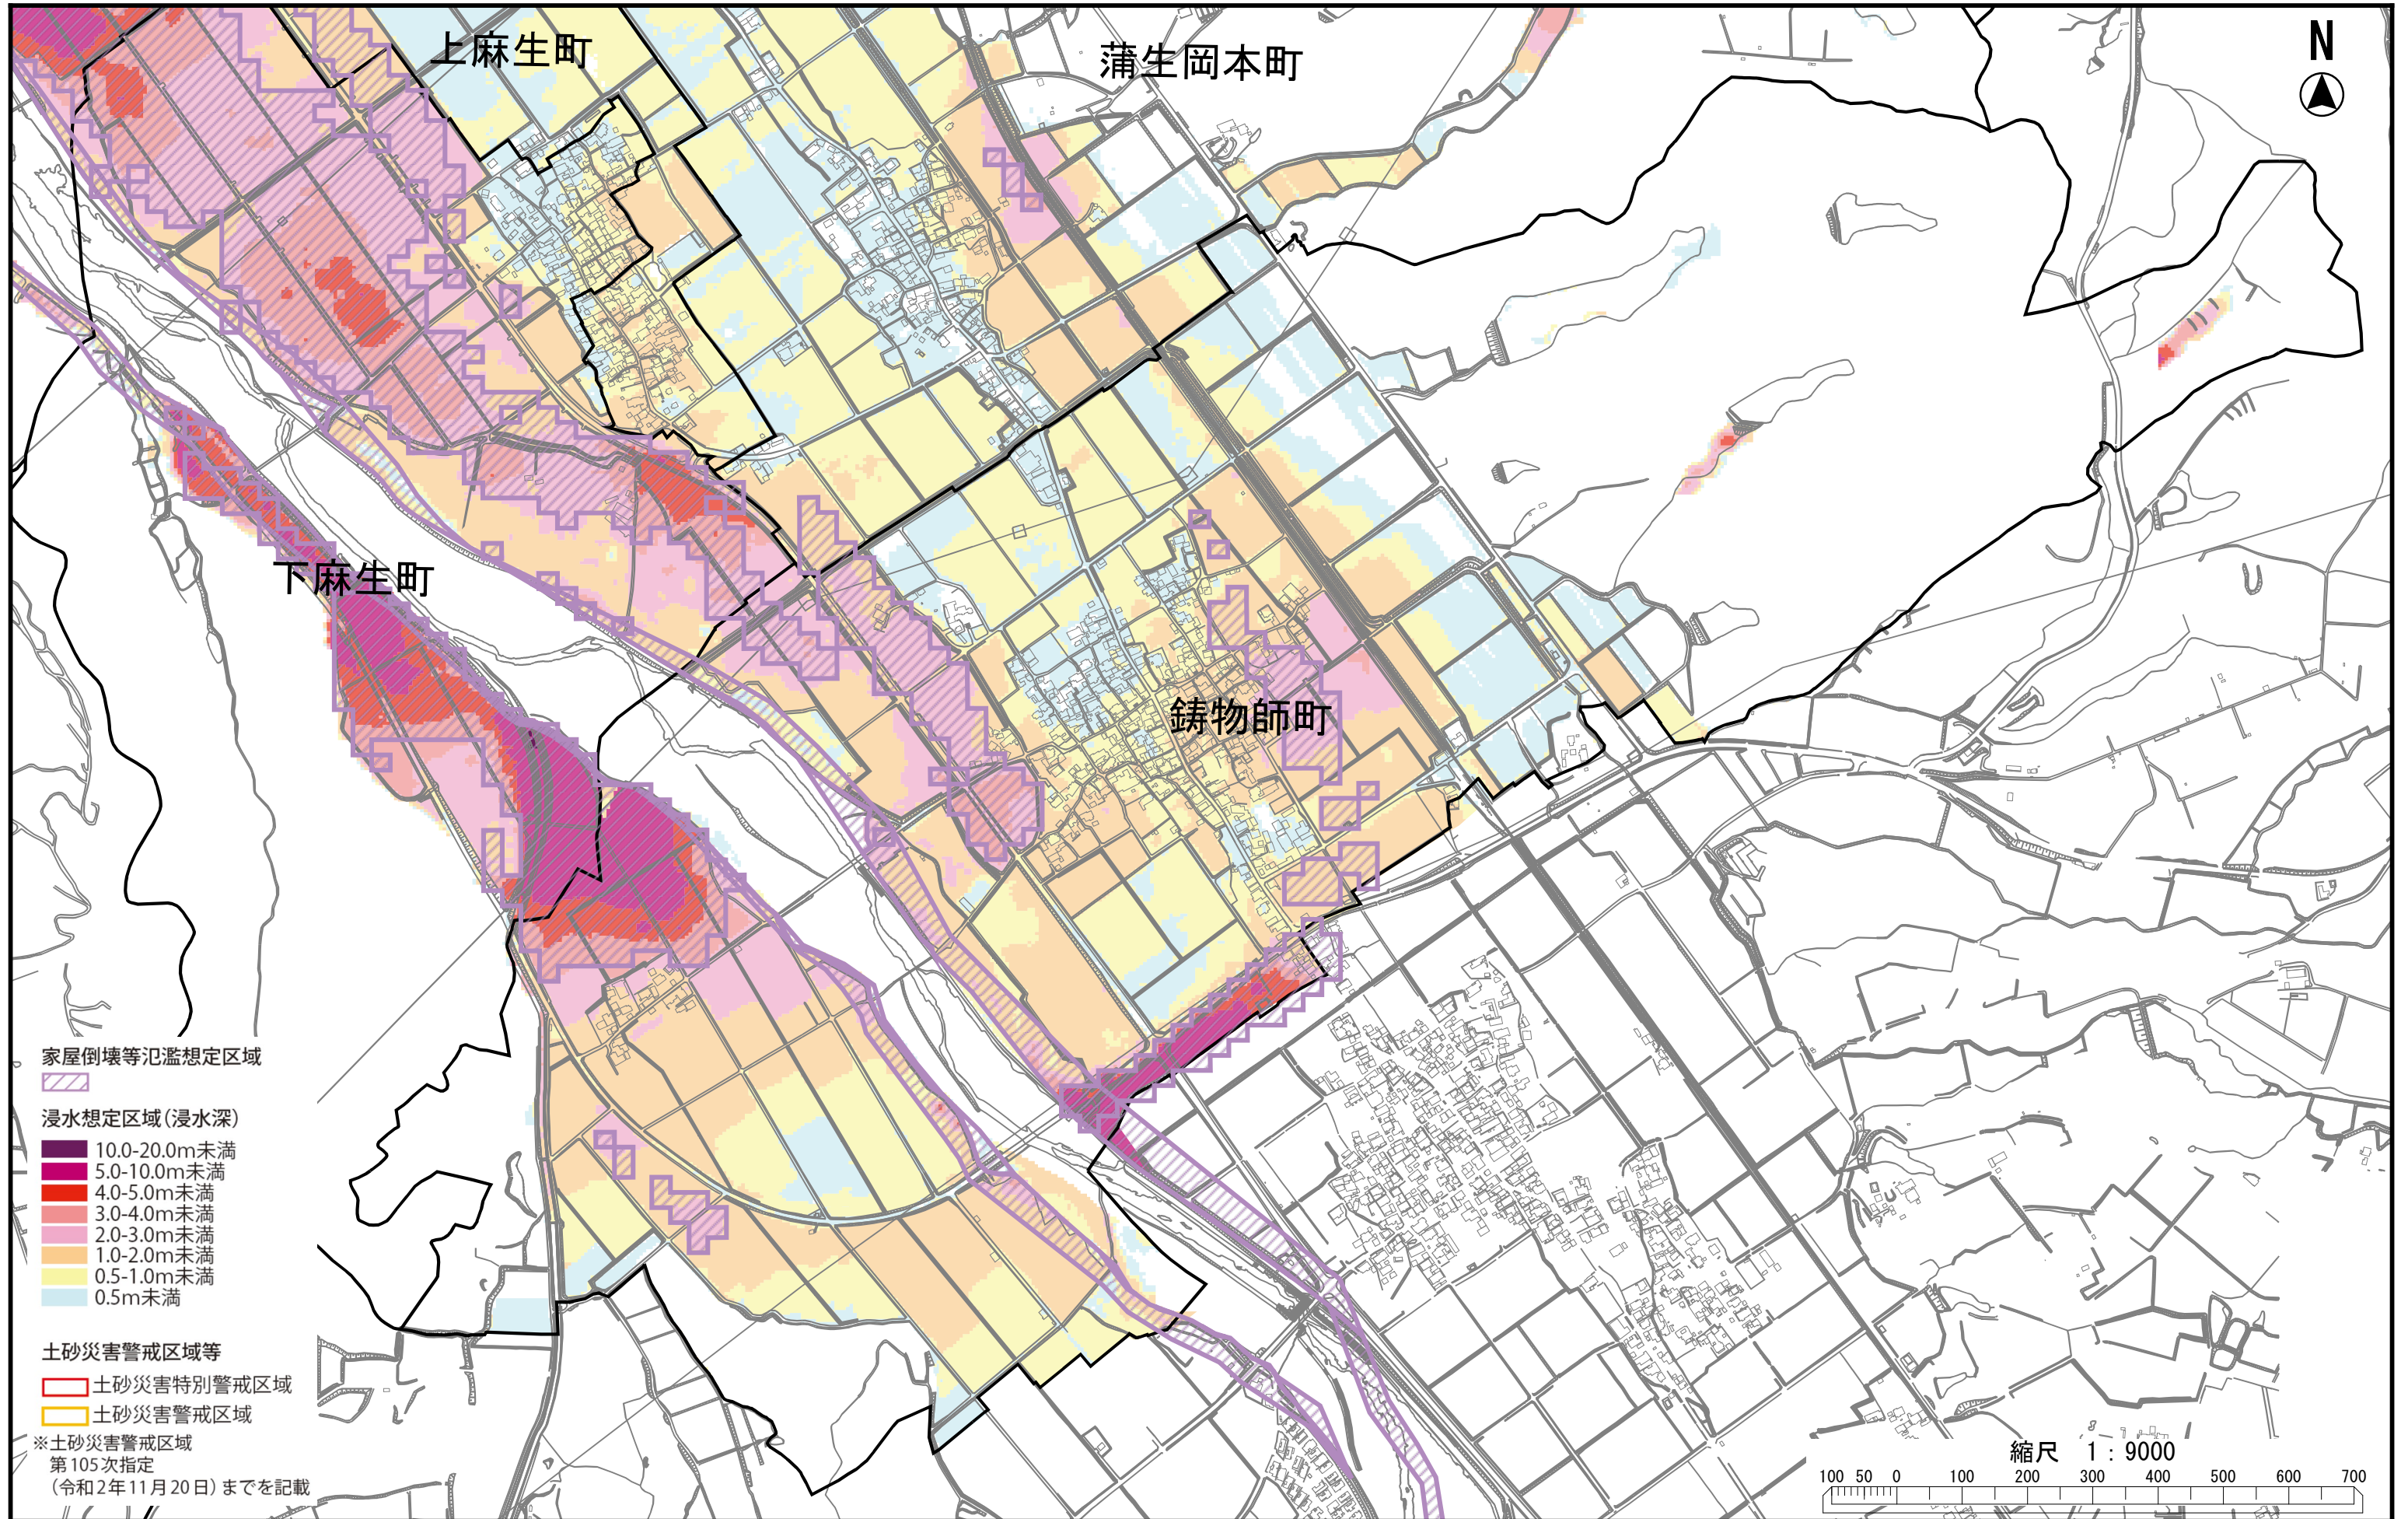 上麻生町
蒲生岡本町
N
下麻生町
鋳物師町
家屋倒壊等氾濫想定区域
浸水想定区域（浸水深）
10.0-20.0m未満
5.0-10.0m未満
4.0-5.0m未満
3.0-4.0m未満
2.0-3.0m未満
1.0-2.0m未満
0.5-1.0m未満
0.5m未満
土砂災害警戒区域等
土砂災害特別警戒区域
土砂災害警戒区域
※土砂災害警戒区域
第105次指定
（令和2年11月20日）までを記載
縮尺 1：9000
100 50 0 100 200 300 400 500 600 700